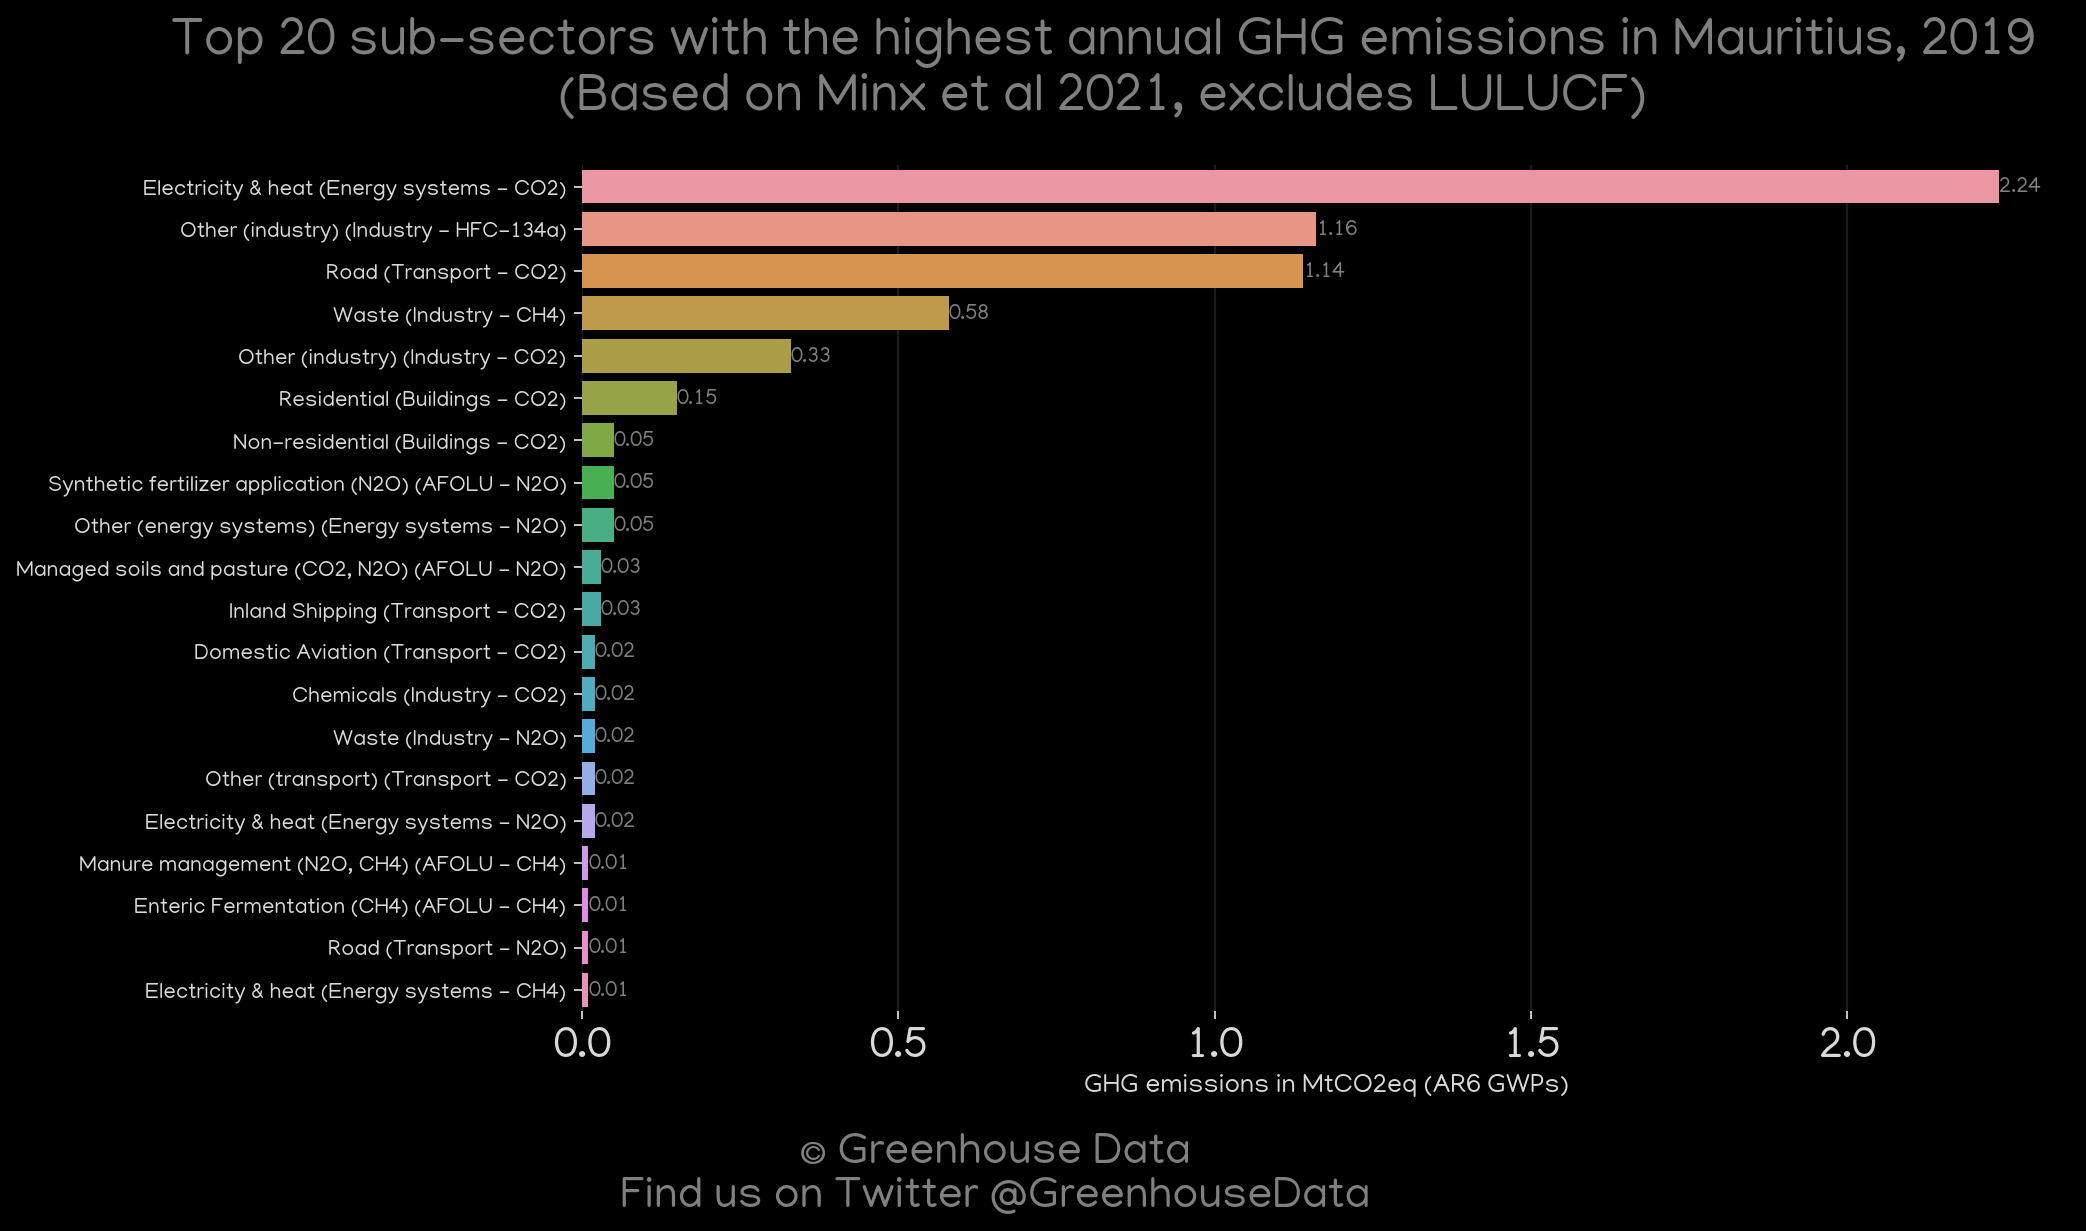 Top 20 sub-sectors with the highest annual GHG emissions in Mauritius, 2019
(Based on Minx et al 2021, excludes LULUCF)
Electricity & heat (Energy systems - CO2) 2.24
Other (industry) (Industry - HFC-134a) 1.16
Road (Transport - CO2) 1.14
Waste (Industry - CH4) 0.58
Other (industry) (Industry - CO2) 0.33
Residential (Buildings - CO2) 0.15
Non-residential (Buildings - CO2) 0.05
Synthetic fertilizer application (N2O) (AFOLU - N2O) 0.05
Other (energy systems) (Energy systems - N2O) 0.05
Managed soils and pasture (CO2, N2O) (AFOLU - N2O) 0.03
Inland Shipping (Transport - CO2) 0.03
Domestic Aviation (Transport - CO2) 0.02
Chemicals (Industry - CO2) 0.02
Waste (Industry - N2O) 0.02
Other (transport) (Transport - CO2) 0.02
Electricity & heat (Energy systems - N2O) 0.02
Manure management (N2O, CH4) (AFOLU - CH4) 0.01
Enteric Fermentation (CH4) (AFOLU - CH4) 0.01
Road (Transport - N2O) 0.01
Electricity & heat (Energy systems - CH4) 0.01
0.0 0.5 1.0 1.5 2.0
GHG emissions in MtCO2eq (AR6 GWPs)
© Greenhouse Data
Find us on Twitter @GreenhouseData